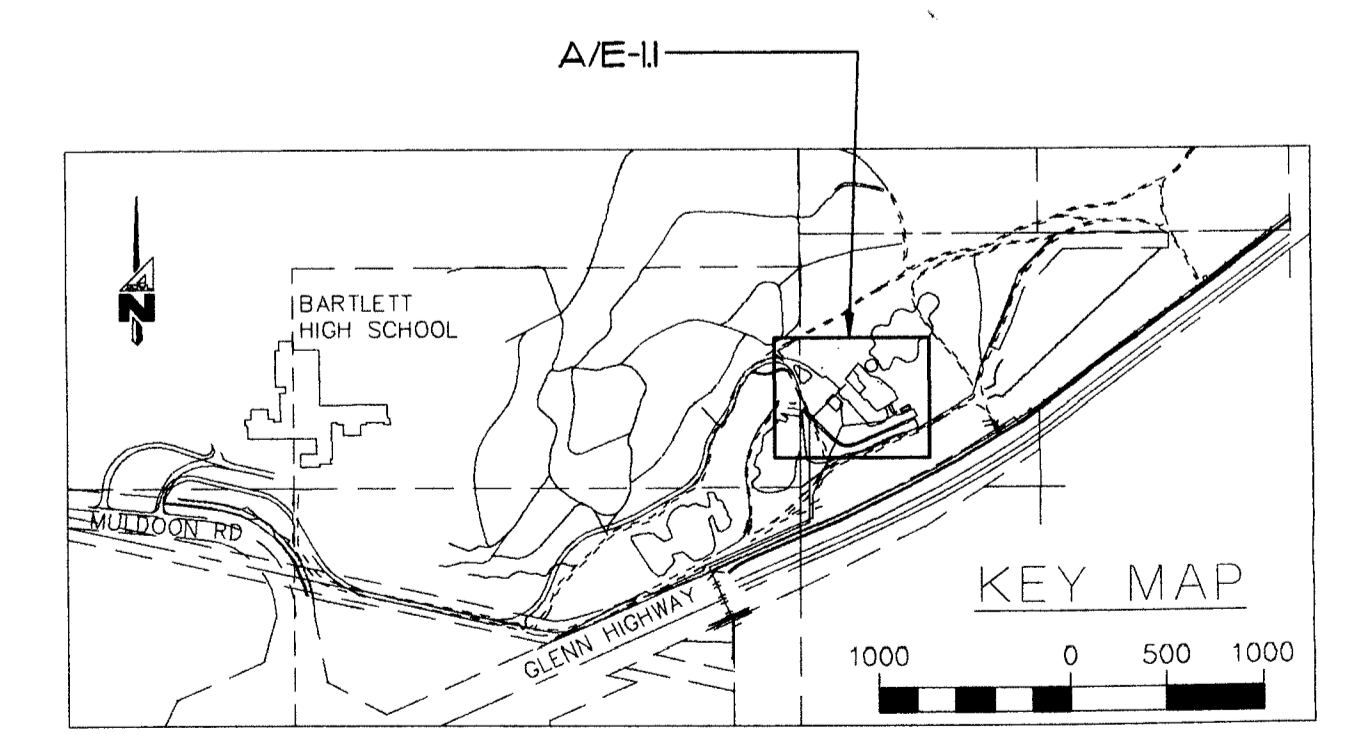 A/E-1.1
N
BARTLETT
HIGH SCHOOL
MULDOON RD
GLENN HIGHWAY
KEY MAP
1000 0 500 1000